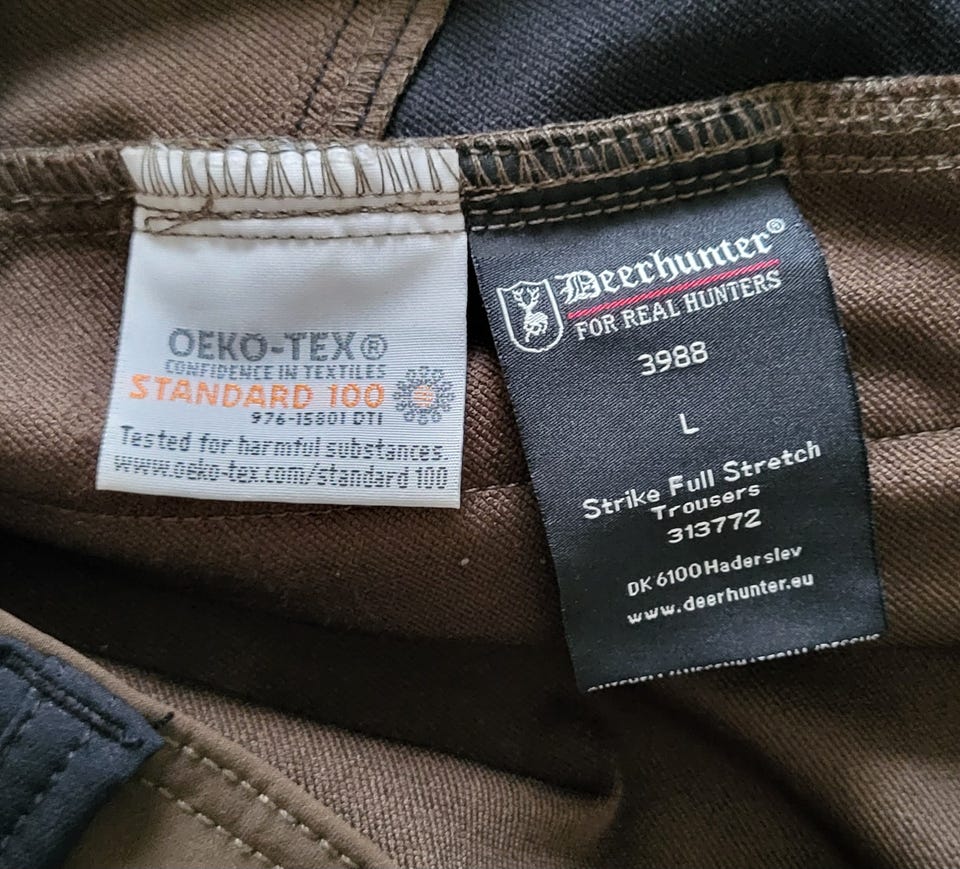 OEKO-TEX®
CONFIDENCE IN TEXTILES
STANDARD 100
976-15801 DTI
Tested for harmful substances.
www.oeko-tex.com/standard 100
Deerhunter®
FOR REAL HUNTERS
3988
L
Strike Full Stretch
Trousers
313772
DK 6100 Haderslev
www.deerhunter.eu